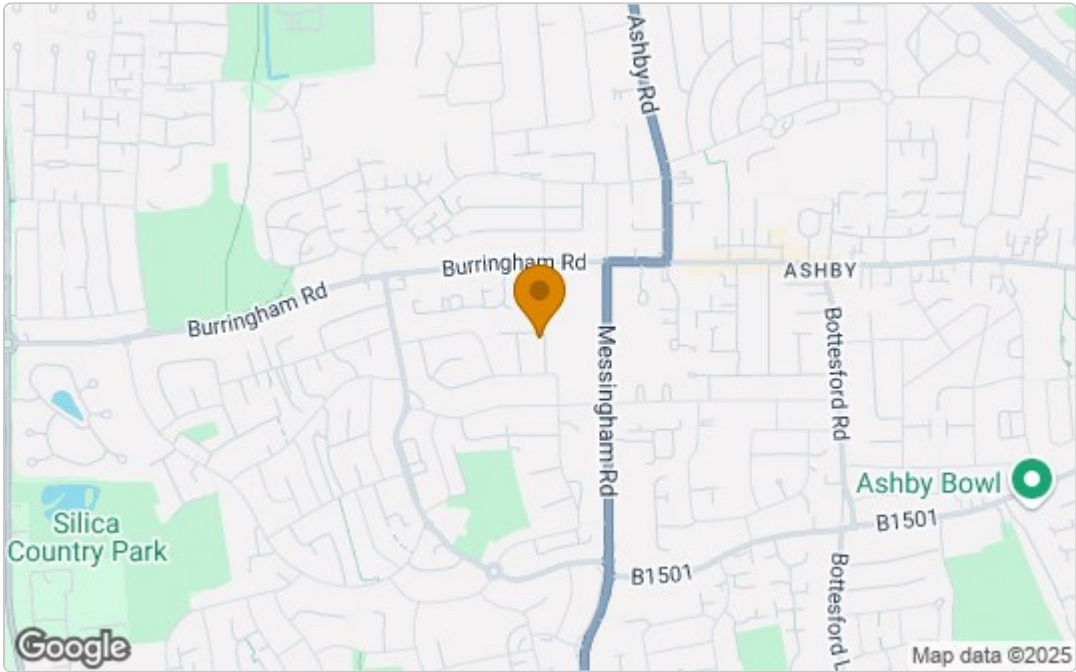 Ashby Rd
Burringham Rd
ASHBY
Burringham Rd
Messingham Rd
Bottesford Rd
Ashby Bowl
B1501
Silica
Country Park
B1501
Bottesford L
Google
Map data ©2025